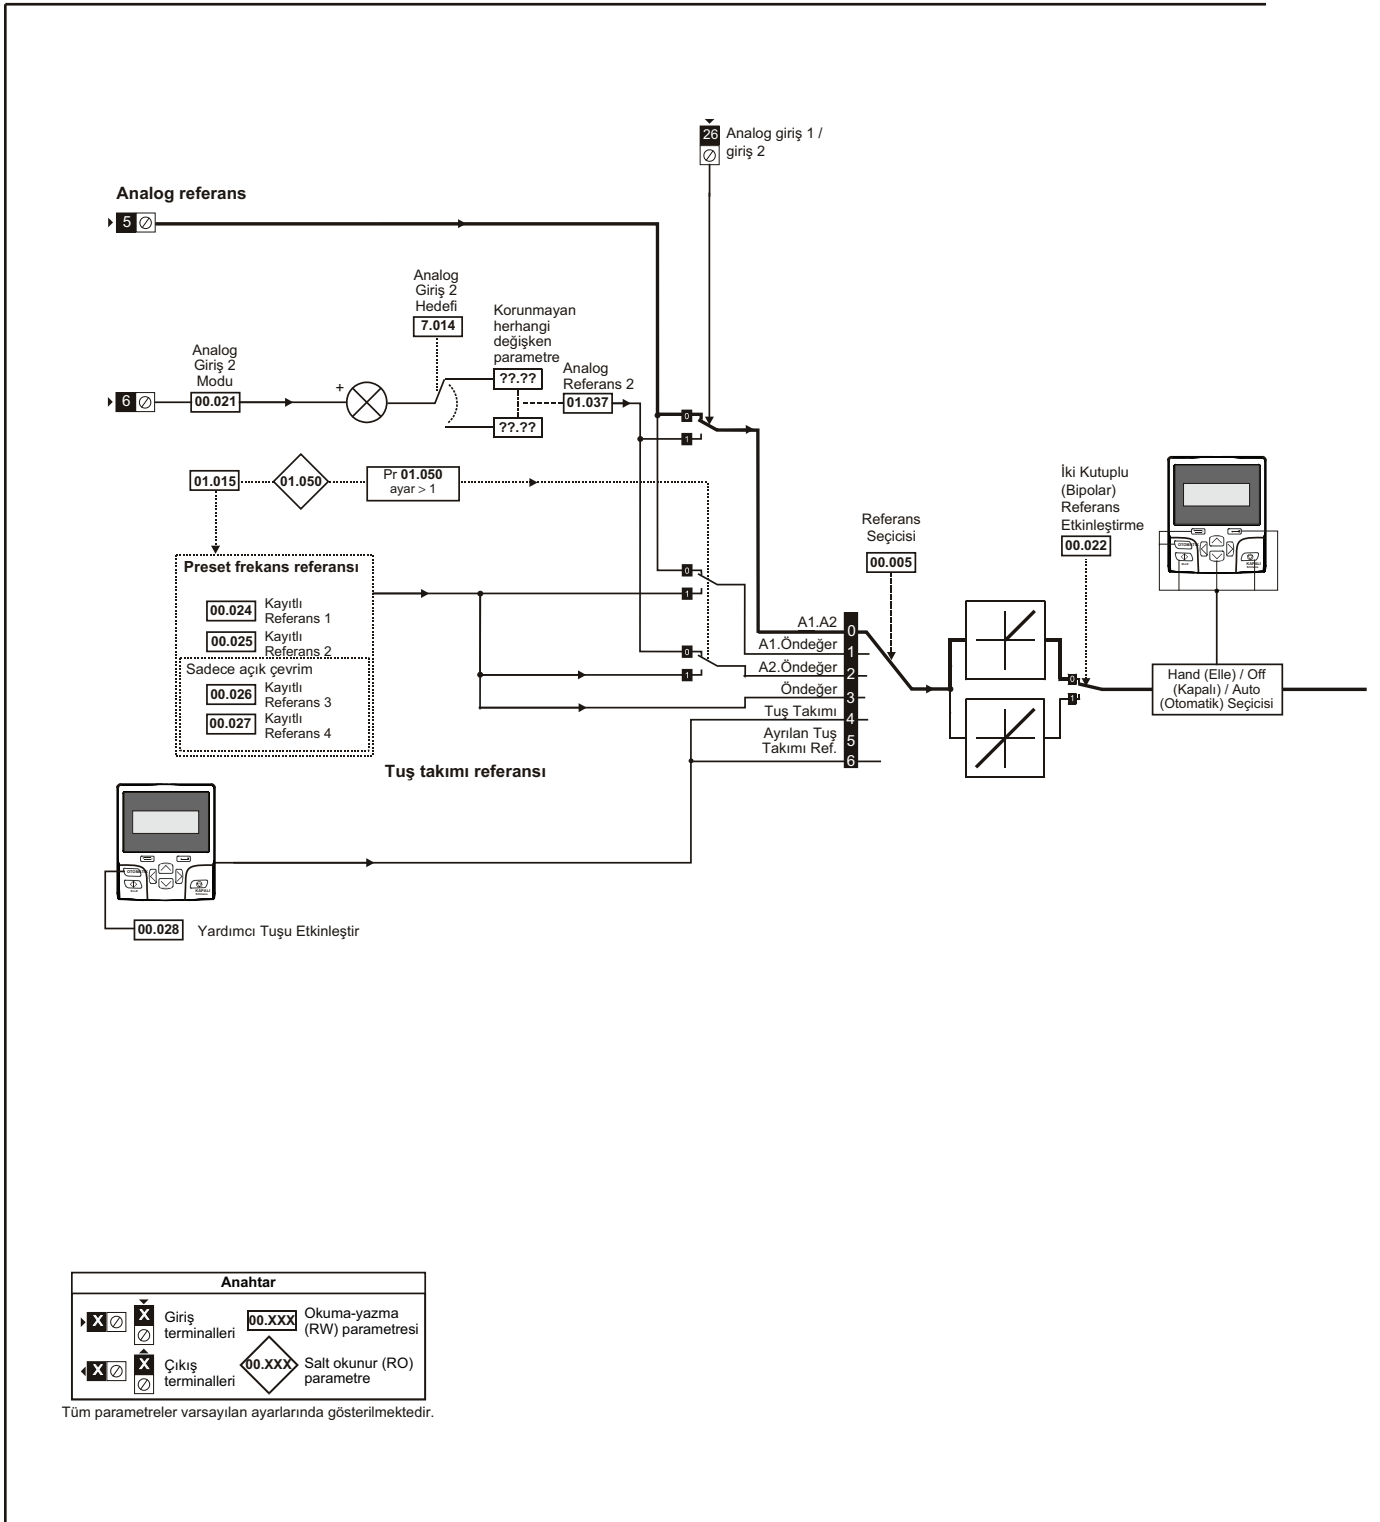 26
Analog giriş 1 /
giriş 2
Analog referans
5
Analog
Giriş 2
Hedefi
7.014
Korunmayan
herhangi
değişken
parametre
??.??
??.??
Analog
Giriş 2
Modu
6
00.021
+
Analog
Referans 2
01.037
0
1
01.015
01.050
Pr 01.050
ayar > 1
Preset frekans referansı
00.024
Kayıtlı
Referans 1
00.025
Kayıtlı
Referans 2
Sadece açık çevrim
00.026
Kayıtlı
Referans 3
00.027
Kayıtlı
Referans 4
0
1
0
1
Referans
Seçicisi
00.005
A1.A2
0
A1.Öndeğer
1
A2.Öndeğer
2
Öndeğer
3
Tuş Takımı
4
Ayrılan Tuş
Takımı Ref.
5
6
İki Kutuplu
(Bipolar)
Referans
Etkinleştirme
00.022
0
1
OTOMATİK
KAPALI
Hand (Elle) / Off
(Kapalı) / Auto
(Otomatik) Seçicisi
Tuş takımı referansı
OTOMATİK
KAPALI
00.028
Yardımcı Tuşu Etkinleştir
Anahtar
X
X
Giriş
terminalleri
00.XXX
Okuma-yazma
(RW) parametresi
X
X
Çıkış
terminalleri
00.XXX
Salt okunur (RO)
parametre
Tüm parametreler varsayılan ayarlarında gösterilmektedir.